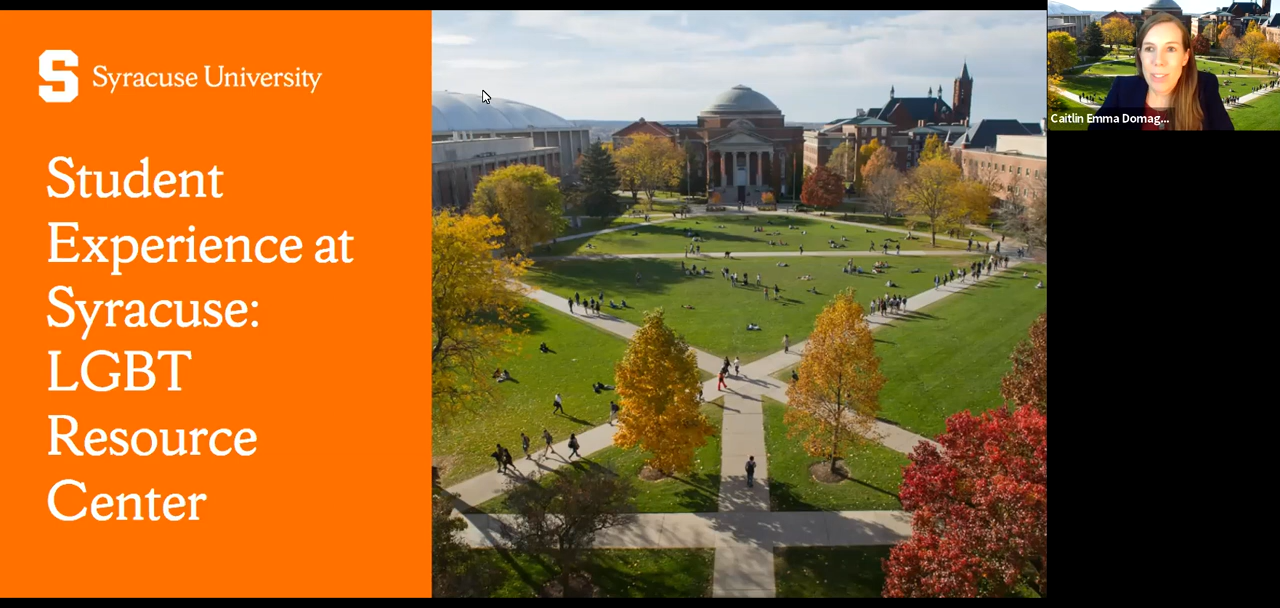 S
Syracuse University
Student
Experience at
Syracuse:
LGBT
Resource
Center
Caitlin Emma Domag...